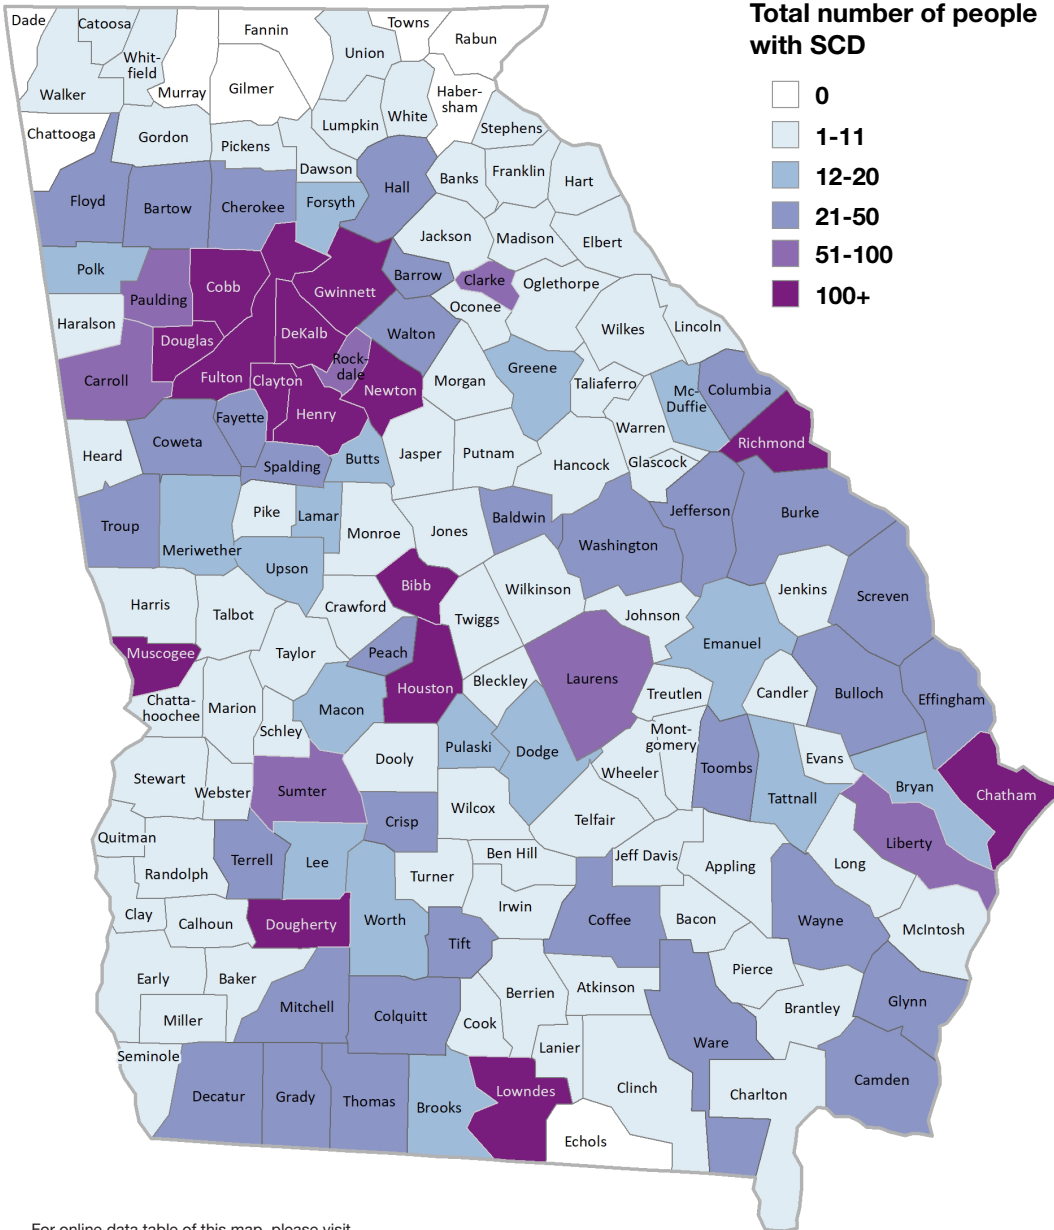 Total number of people
with SCD
0
1-11
12-20
21-50
51-100
100+
Dade
Catoosa
Whit-
field
Walker
Murray
Fannin
Gilmer
Towns
Union
Rabun
Haber-
sham
White
Lumpkin
Stephens
Chattooga
Gordon
Pickens
Dawson
Banks
Franklin
Hart
Floyd
Bartow
Cherokee
Forsyth
Hall
Jackson
Madison
Elbert
Polk
Paulding
Cobb
Gwinnett
Barrow
Clarke
Oglethorpe
Oconee
Haralson
Douglas
DeKalb
Rock-
dale
Walton
Wilkes
Lincoln
Carroll
Fulton
Clayton
Henry
Newton
Morgan
Greene
Taliaferro
Mc-
Duffie
Columbia
Fayette
Coweta
Heard
Spalding
Butts
Jasper
Putnam
Hancock
Warren
Glascock
Richmond
Troup
Meriwether
Pike
Lamar
Upson
Monroe
Jones
Baldwin
Washington
Jefferson
Burke
Harris
Talbot
Crawford
Bibb
Twiggs
Wilkinson
Johnson
Jenkins
Screven
Emanuel
Muscogee
Taylor
Peach
Houston
Bleckley
Laurens
Treutlen
Candler
Bulloch
Effingham
Chatta-
hoochee
Marion
Schley
Macon
Dooly
Pulaski
Dodge
Mont-
gomery
Wheeler
Toombs
Tattnall
Evans
Bryan
Chatham
Stewart
Webster
Sumter
Crisp
Wilcox
Telfair
Liberty
Quitman
Randolph
Terrell
Lee
Turner
Ben Hill
Jeff Davis
Appling
Long
Clay
Calhoun
Dougherty
Worth
Tift
Irwin
Coffee
Bacon
Wayne
McIntosh
Early
Baker
Miller
Mitchell
Colquitt
Berrien
Cook
Atkinson
Pierce
Brantley
Glynn
Ware
Seminole
Decatur
Grady
Thomas
Brooks
Lowndes
Lanier
Clinch
Charlton
Camden
Echols
For online data table of this map, please visit